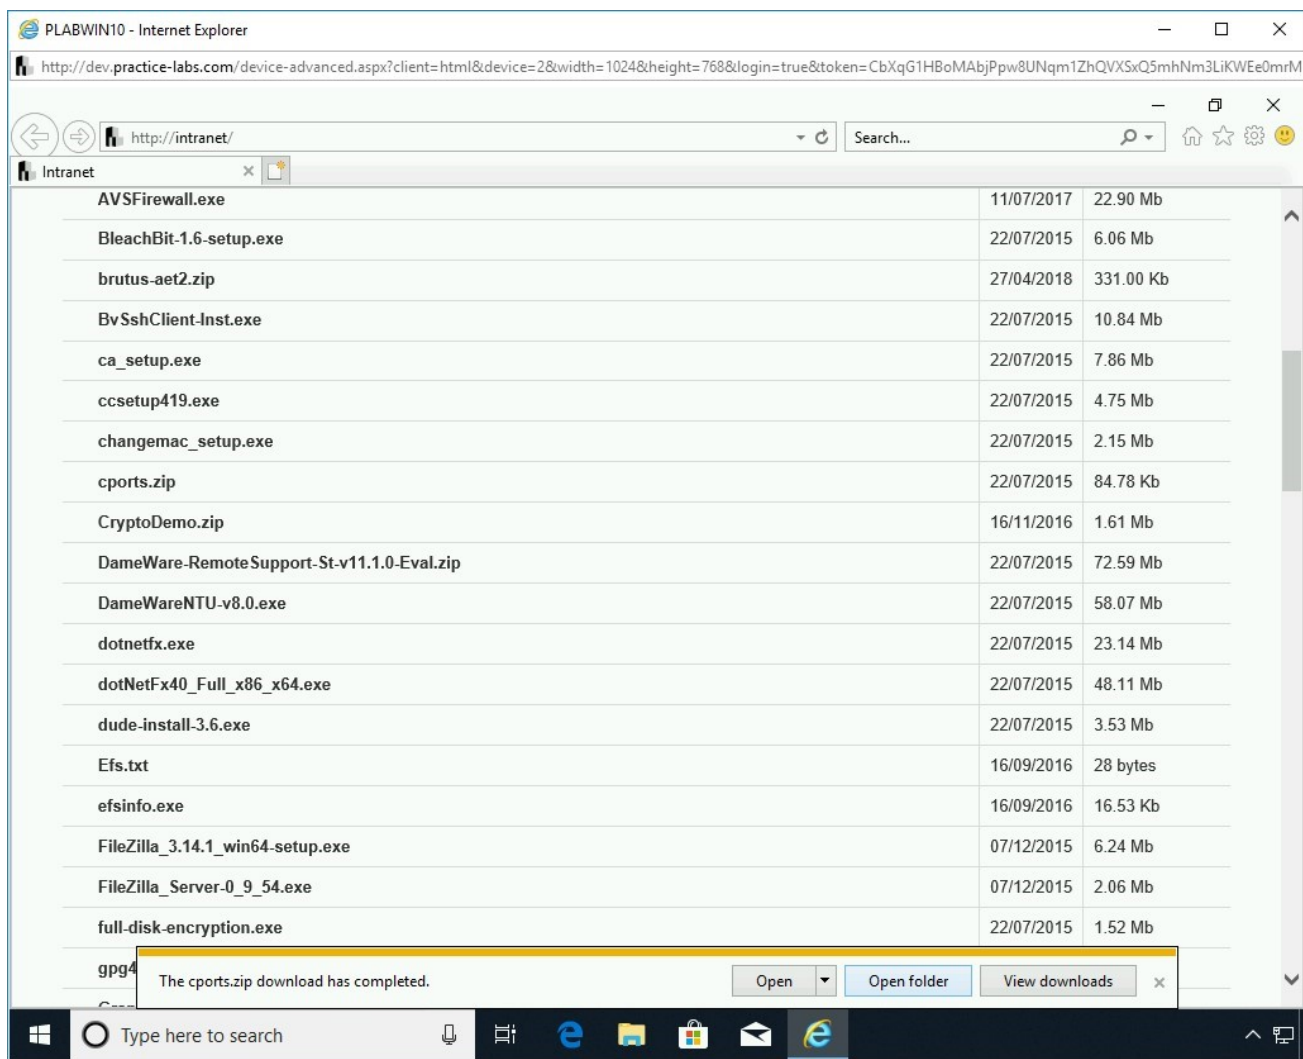 PLABWIN10 - Internet Explorer
http://dev.practice-labs.com/device-advanced.aspx?client=html&device=2&width=1024&height=768&login=true&token=CbXqG1HBoMAbjPpw8UNqm1ZhQVXSxQ5mhNm3LiKWEe0mrM
http://intranet/ Search...
Intranet
AVSFirewall.exe 11/07/2017 22.90 Mb
BleachBit-1.6-setup.exe 22/07/2015 6.06 Mb
brutus-aet2.zip 27/04/2018 331.00 Kb
BvSshClient-Inst.exe 22/07/2015 10.84 Mb
ca_setup.exe 22/07/2015 7.86 Mb
ccsetup419.exe 22/07/2015 4.75 Mb
changemac_setup.exe 22/07/2015 2.15 Mb
cports.zip 22/07/2015 84.78 Kb
CryptoDemo.zip 16/11/2016 1.61 Mb
DameWare-RemoteSupport-St-v11.1.0-Eval.zip 22/07/2015 72.59 Mb
DameWareNTU-v8.0.exe 22/07/2015 58.07 Mb
dotnetfx.exe 22/07/2015 23.14 Mb
dotNetFx40_Full_x86_x64.exe 22/07/2015 48.11 Mb
dude-install-3.6.exe 22/07/2015 3.53 Mb
Efs.txt 16/09/2016 28 bytes
efsinfo.exe 16/09/2016 16.53 Kb
FileZilla_3.14.1_win64-setup.exe 07/12/2015 6.24 Mb
FileZilla_Server-0_9_54.exe 07/12/2015 2.06 Mb
full-disk-encryption.exe 22/07/2015 1.52 Mb
gpg4
The cports.zip download has completed. Open Open folder View downloads
Type here to search